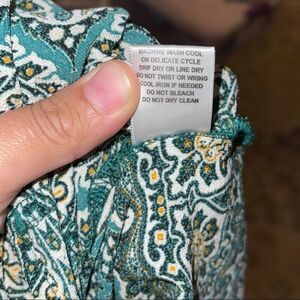 MACHINE WASH COOL
ON DELICATE CYCLE
DRIP DRY OR LINE DRY
DO NOT TWIST OR WRING
COOL IRON IF NEEDED
DO NOT BLEACH
DO NOT DRY CLEAN